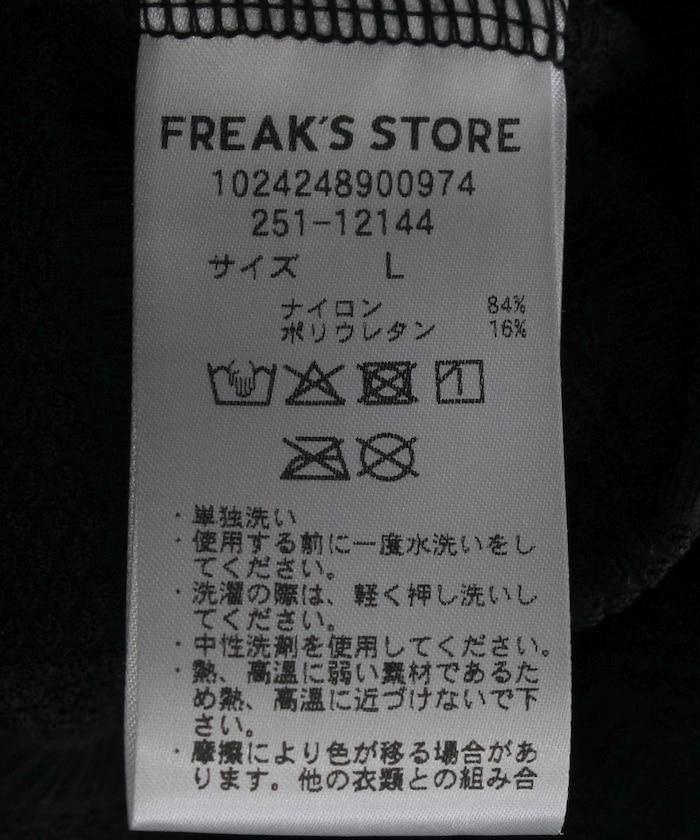 FREAK'S STORE
1024248900974
251-12144
サイズ L
ナイロン 84%
ポリウレタン 16%
・単独洗い
・使用する前に一度水洗いをし
てください。
・洗濯の際は、軽く押し洗いし
てください。
・中性洗剤を使用してください。
・熱、高温に弱い素材であるた
め熱、高温に近づけないで下
さい。
・摩擦により色が移る場合があ
ります。他の衣類との組み合